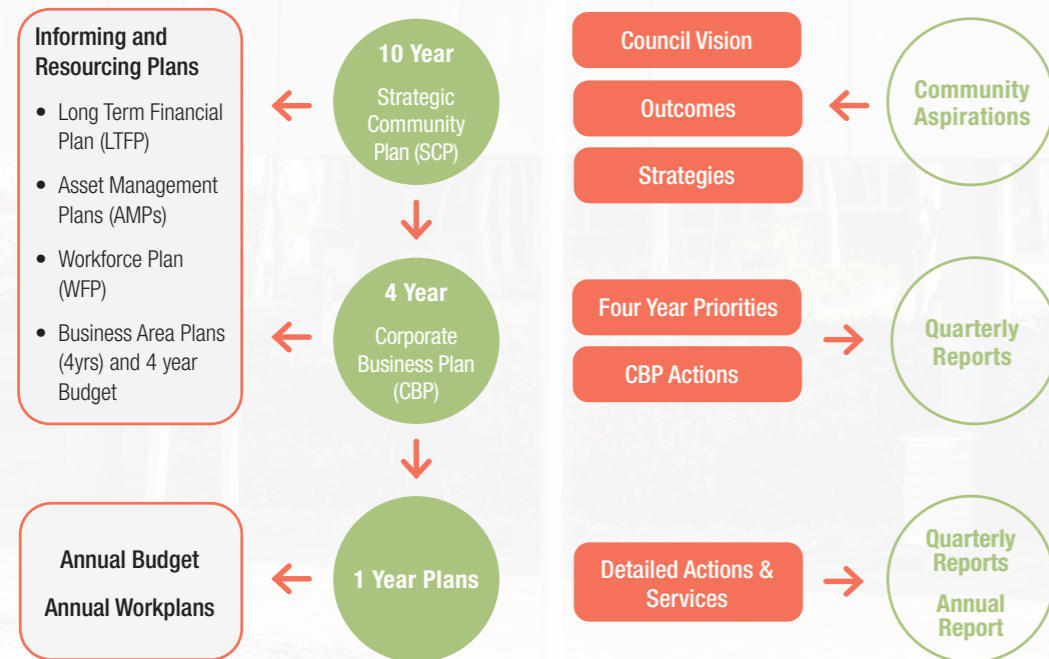 Informing and
Resourcing Plans
• Long Term Financial
Plan (LTFP)
• Asset Management
Plans (AMPs)
• Workforce Plan
(WFP)
• Business Area Plans
(4yrs) and 4 year
Budget
10 Year
Strategic
Community
Plan (SCP)
Council Vision
Outcomes
Strategies
Community
Aspirations
4 Year
Corporate
Business Plan
(CBP)
Four Year Priorities
CBP Actions
Quarterly
Reports
Annual Budget
Annual Workplans
1 Year Plans
Detailed Actions &
Services
Quarterly
Reports
Annual
Report